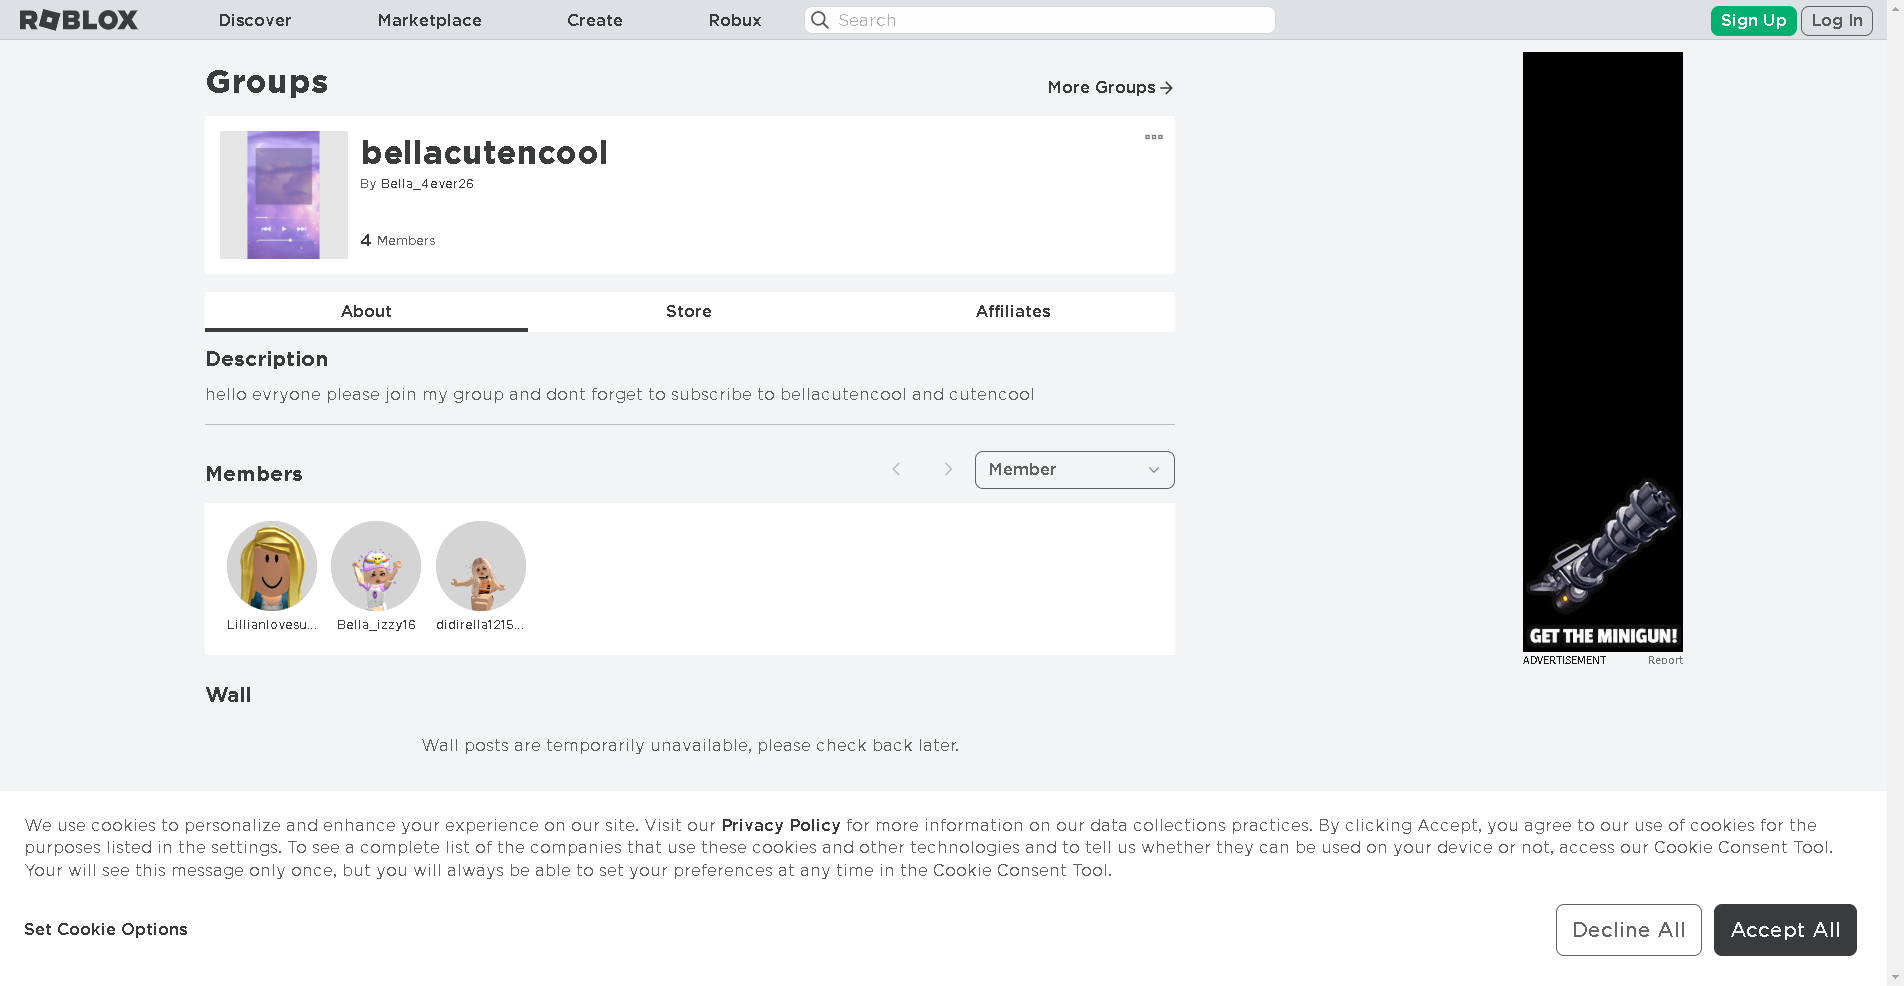 ROBLOX Discover Marketplace Create Robux Search Sign Up Log In
Groups
More Groups
bellacutencool
By Bella_4ever26
4 Members
About Store Affiliates
Description
hello evryone please join my group and dont forget to subscribe to bellacutencool and cutencool
Members
Member
Lillianlovesu... Bella_izzy16 didirella1215...
Wall
Wall posts are temporarily unavailable, please check back later.
GET THE MINIGUN!
ADVERTISEMENT Report
We use cookies to personalize and enhance your experience on our site. Visit our Privacy Policy for more information on our data collections practices. By clicking Accept, you agree to our use of cookies for the
purposes listed in the settings. To see a complete list of the companies that use these cookies and other technologies and to tell us whether they can be used on your device or not, access our Cookie Consent Tool.
Your will see this message only once, but you will always be able to set your preferences at any time in the Cookie Consent Tool.
Set Cookie Options
Decline All Accept All